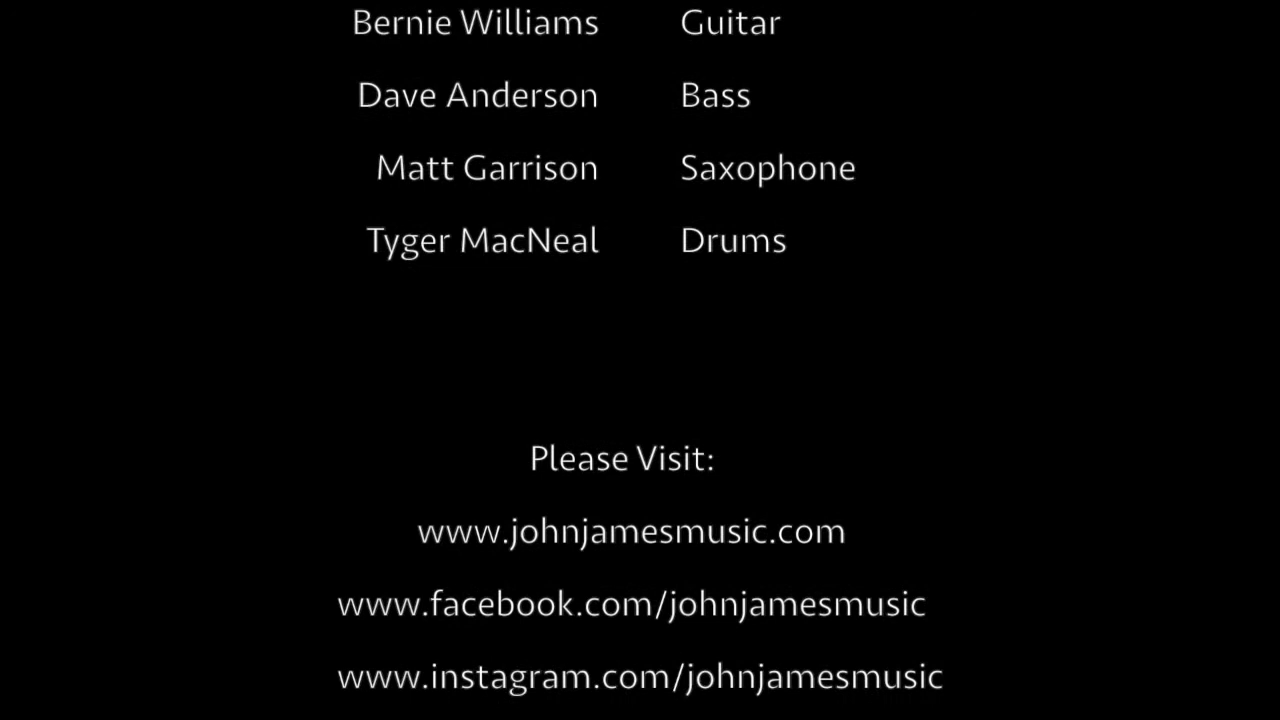 Bernie Williams Guitar
Dave Anderson Bass
Matt Garrison Saxophone
Tyger MacNeal Drums
Please Visit:
www.johnjamesmusic.com
www.facebook.com/johnjamesmusic
www.instagram.com/johnjamesmusic